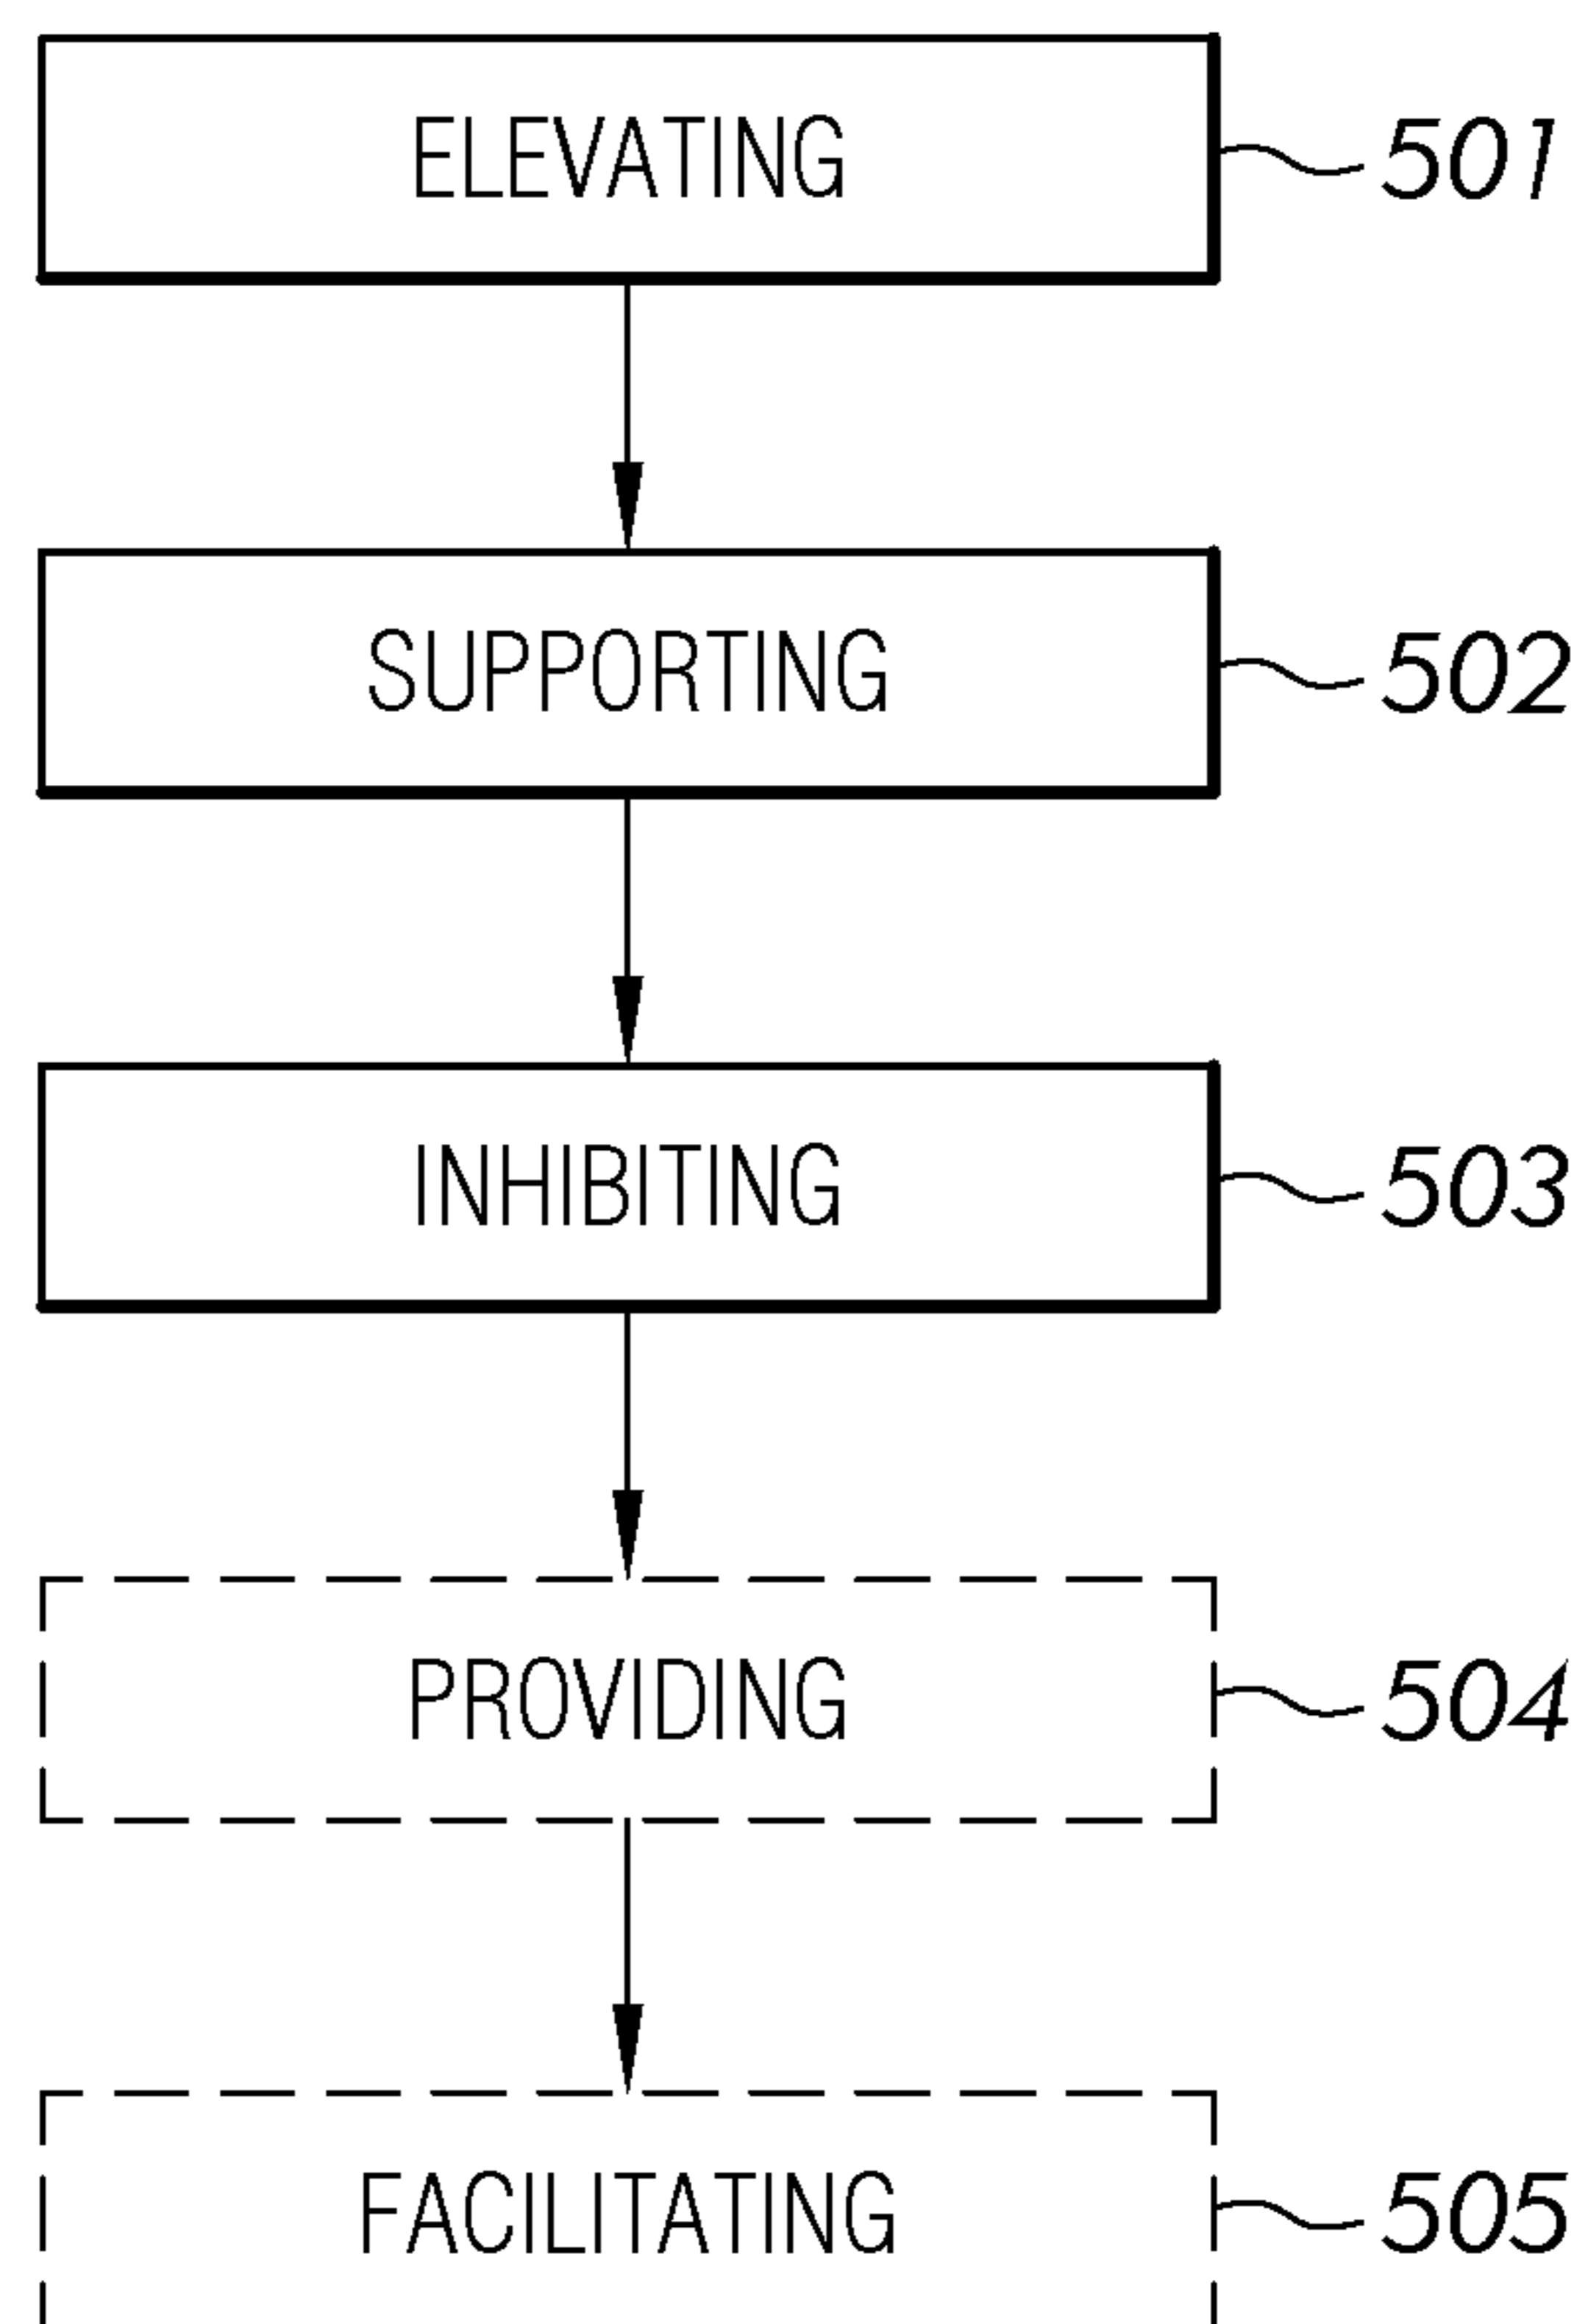 ELEVATING 501
SUPPORTING 502
INHIBITING 503
PROVIDING 504
FACILITATING 505